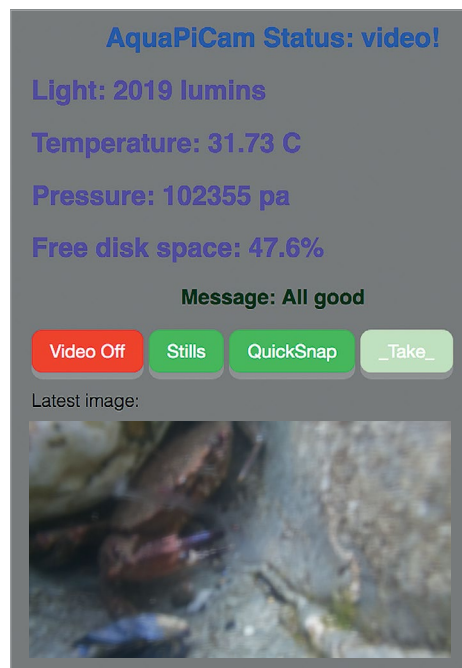 AquaPiCam Status: video!
Light: 2019 lumins
Temperature: 31.73 C
Pressure: 102355 pa
Free disk space: 47.6%
Message: All good
Video Off Stills QuickSnap _Take_
Latest image: